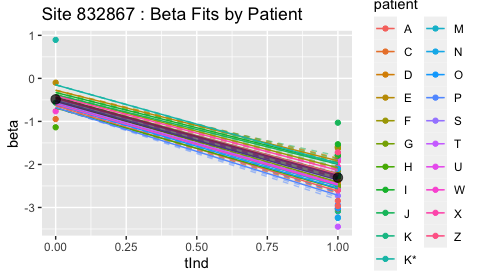 Site 832867 : Beta Fits by Patient
1
0
-1
-2
-3
beta
0.00 0.25 0.50 0.75 1.00
tInd
patient
A M
C N
D O
E P
F S
G T
H U
I W
J X
K Z
K*